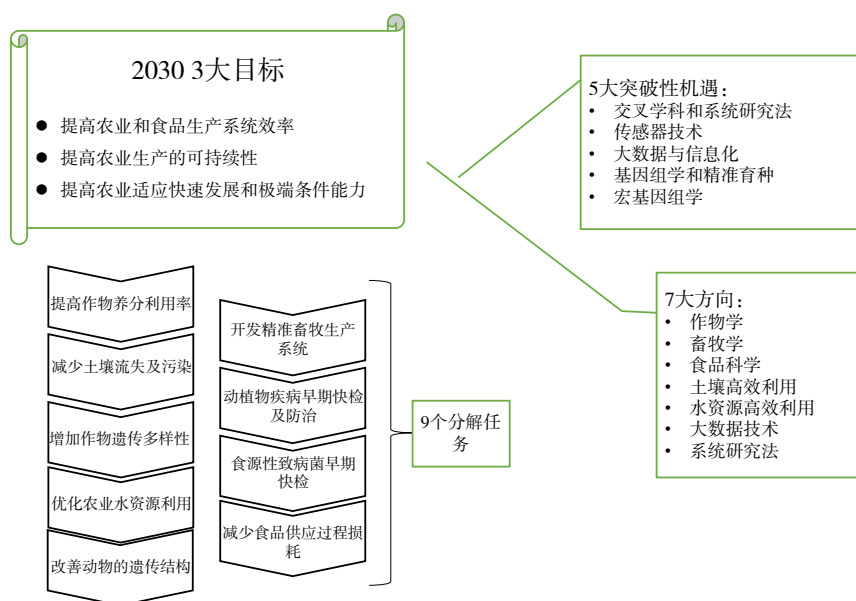 2030 3大目标
● 提高农业和食品生产系统效率
● 提高农业生产的可持续性
● 提高农业适应快速发展和极端条件能力
5大突破性机遇：
• 交叉学科和系统研究法
• 传感器技术
• 大数据与信息化
• 基因组学和精准育种
• 宏基因组学
7大方向：
• 作物学
• 畜牧学
• 食品科学
• 土壤高效利用
• 水资源高效利用
• 大数据技术
• 系统研究法
提高作物养分利用率
减少土壤流失及污染
增加作物遗传多样性
优化农业水资源利用
改善动物的遗传结构
开发精准畜牧生产
系统
动植物疾病早期快检
及防治
食源性致病菌早期
快检
减少食品供应过程损
耗
9个分解任
务